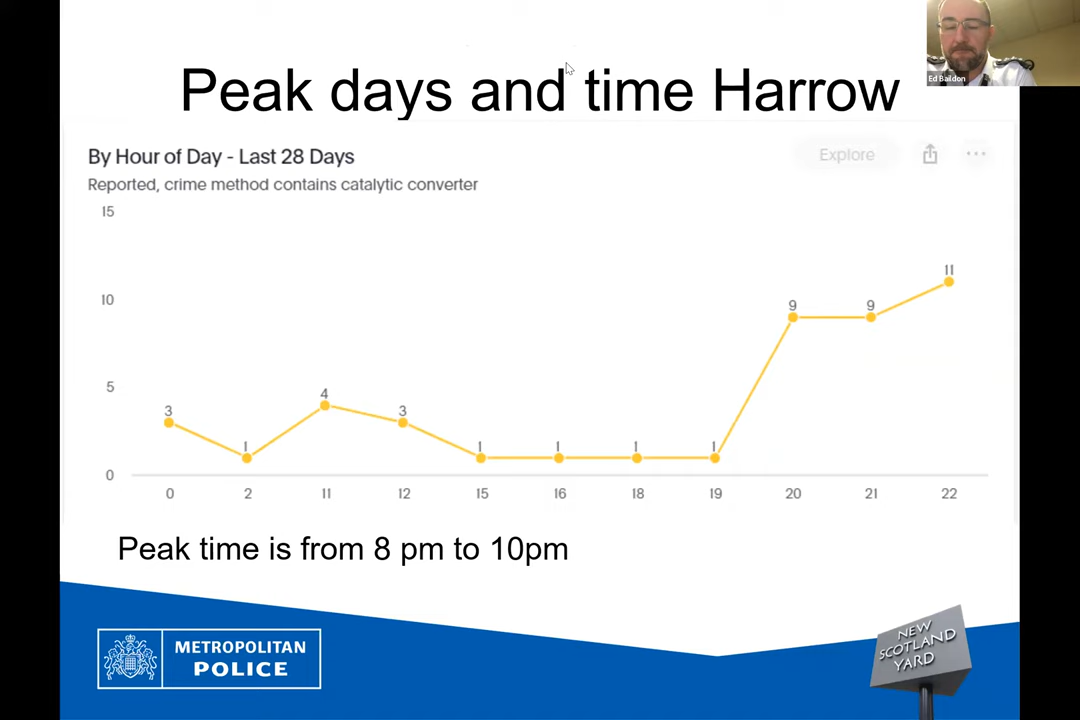 Peak days and time Harrow
Ed Baildon
By Hour of Day - Last 28 Days
Explore
Reported, crime method contains catalytic converter
15
10
5
0
3
1
4
3
1
1
1
1
9
9
11
0 2 11 12 15 16 18 19 20 21 22
Peak time is from 8 pm to 10pm
METROPOLITAN
POLICE
NEW
SCOTLAND
YARD